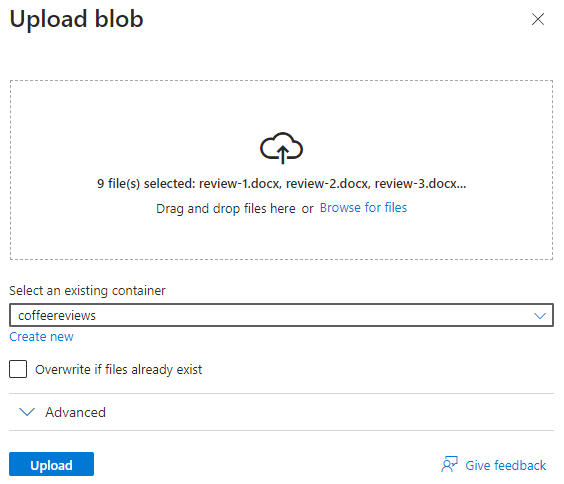 Upload blob
9 file(s) selected: review-1.docx, review-2.docx, review-3.docx...
Drag and drop files here or Browse for files
Select an existing container
coffeereviews
Create new
Overwrite if files already exist
Advanced
Upload
Give feedback